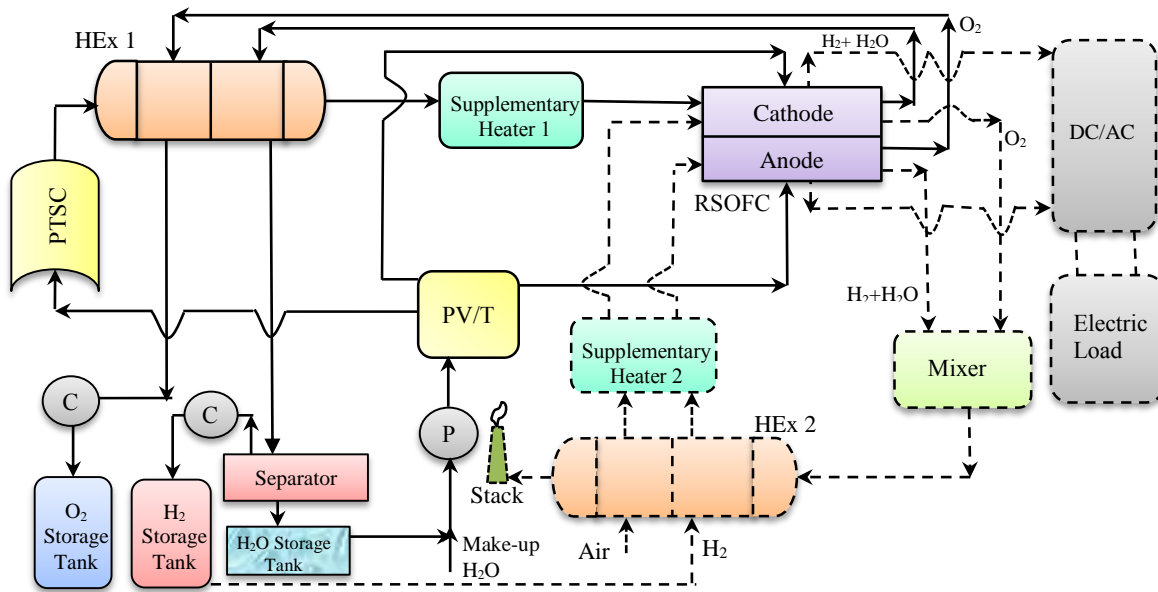 HEx 1
O₂
H₂+ H₂O
Supplementary
Heater 1
Cathode
Anode
RSOFC
O₂
DC/AC
PTSC
PV/T
H₂+H₂O
Electric
Load
Supplementary
Heater 2
Mixer
C
C
P
HEx 2
Separator
Stack
O₂
Storage
Tank
H₂
Storage
Tank
H₂O Storage
Tank
Make-up
H₂O
Air
H₂